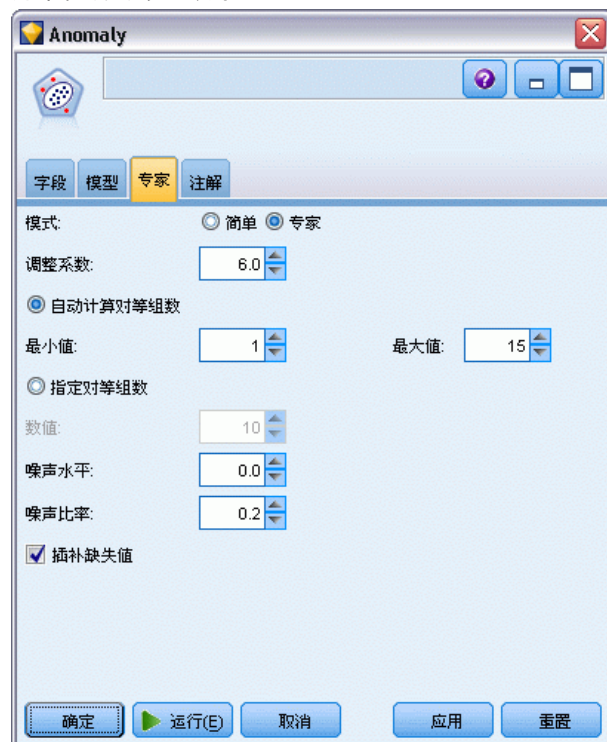 Anomaly
字段 模型 专家 注解
模式: 简单 专家
调整系数: 6.0
自动计算对等组数
最小值: 1 最大值: 15
指定对等组数
数值: 10
噪声水平: 0.0
噪声比率: 0.2
插补缺失值
确定 运行(E) 取消 应用 重置